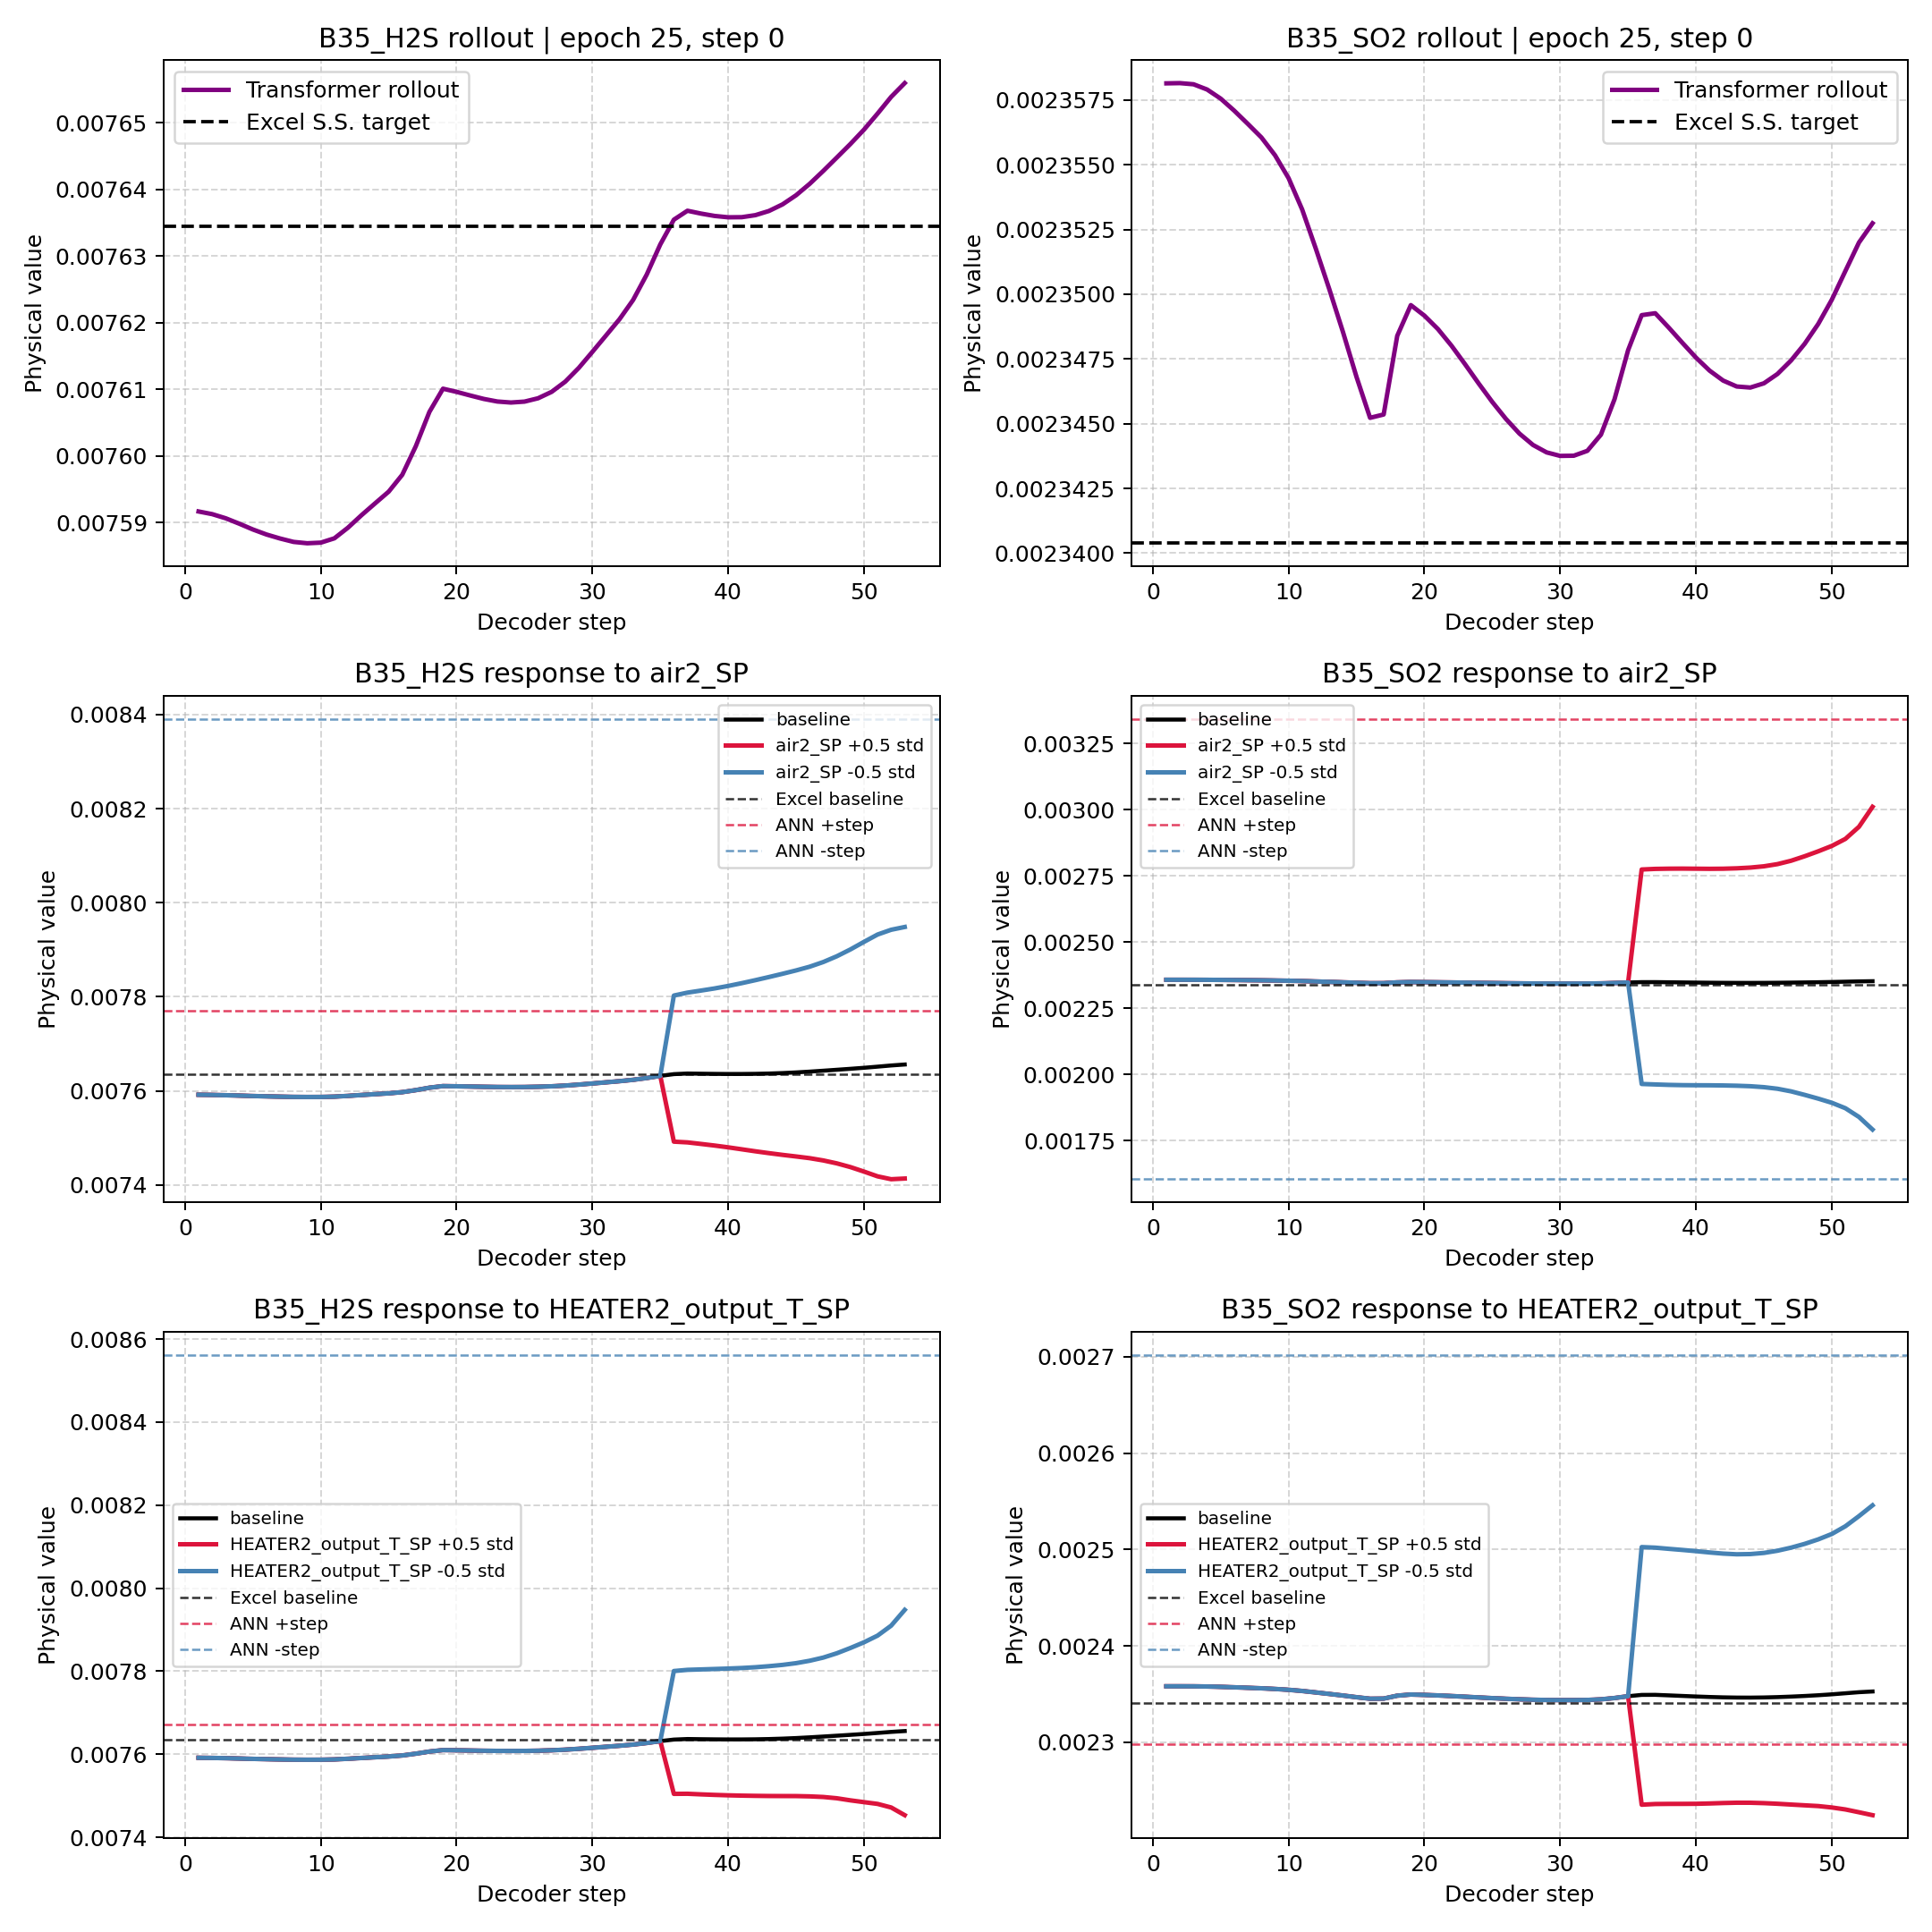 B35_H2S rollout | epoch 25, step 0
Transformer rollout
Excel S.S. target
0.00765
0.00764
0.00763
0.00762
0.00761
0.00760
0.00759
Physical value
0 10 20 30 40 50
Decoder step
B35_SO2 rollout | epoch 25, step 0
Transformer rollout
Excel S.S. target
0.0023575
0.0023550
0.0023525
0.0023500
0.0023475
0.0023450
0.0023425
0.0023400
Physical value
0 10 20 30 40 50
Decoder step
B35_H2S response to air2_SP
baseline
air2_SP +0.5 std
air2_SP -0.5 std
Excel baseline
ANN +step
ANN -step
0.0084
0.0082
0.0080
0.0078
0.0076
0.0074
Physical value
0 10 20 30 40 50
Decoder step
B35_SO2 response to air2_SP
baseline
air2_SP +0.5 std
air2_SP -0.5 std
Excel baseline
ANN +step
ANN -step
0.00325
0.00300
0.00275
0.00250
0.00225
0.00200
0.00175
Physical value
0 10 20 30 40 50
Decoder step
B35_H2S response to HEATER2_output_T_SP
0.0086
0.0084
0.0082
0.0080
0.0078
0.0076
0.0074
Physical value
baseline
HEATER2_output_T_SP +0.5 std
HEATER2_output_T_SP -0.5 std
Excel baseline
ANN +step
ANN -step
0 10 20 30 40 50
Decoder step
B35_SO2 response to HEATER2_output_T_SP
0.0027
0.0026
0.0025
0.0024
0.0023
Physical value
baseline
HEATER2_output_T_SP +0.5 std
HEATER2_output_T_SP -0.5 std
Excel baseline
ANN +step
ANN -step
0 10 20 30 40 50
Decoder step